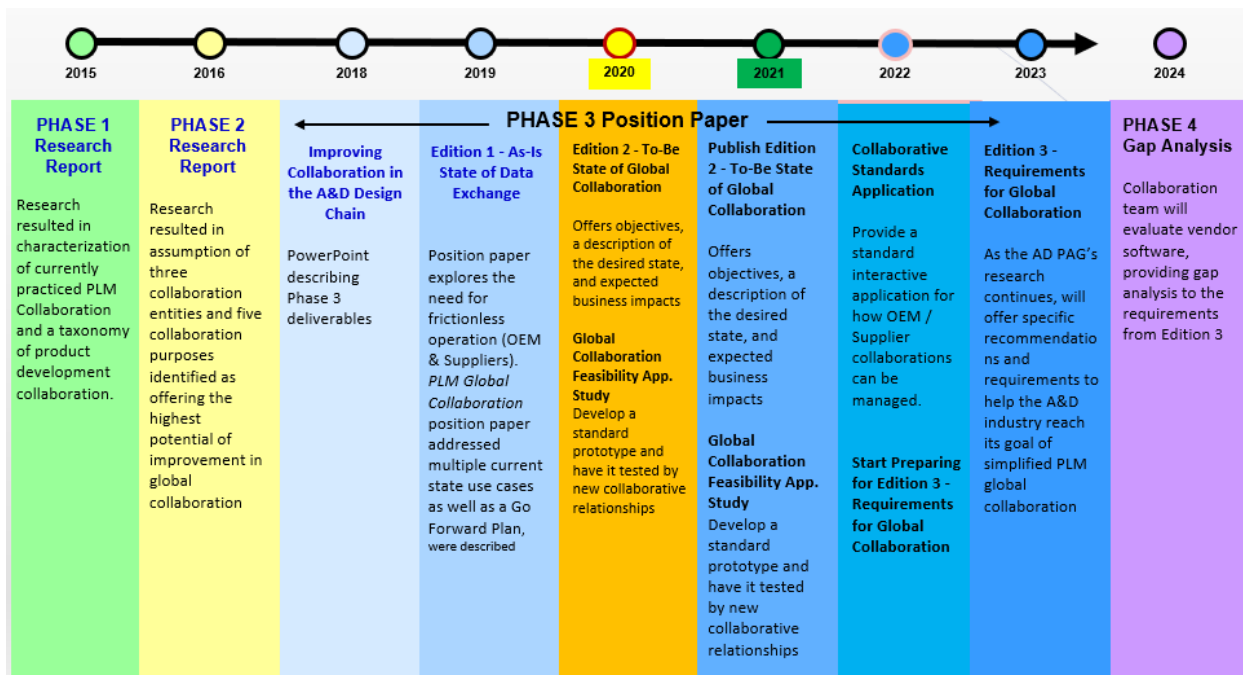 2015
2016
2018
2019
2020
2021
2022
2023
2024
PHASE 1
Research
Report
Research
resulted in
characterization
of currently
practiced PLM
Collaboration
and a taxonomy
of product
development
collaboration.
PHASE 2
Research
Report
Research
resulted in
assumption of
three
collaboration
entities and five
collaboration
purposes
identified as
offering the
highest
potential of
improvement in
global
collaboration
PHASE 3 Position Paper
Improving
Collaboration in
the A&D Design
Chain
PowerPoint
describing
Phase 3
deliverables
Edition 1 - As-Is
State of Data
Exchange
Position paper
explores the
need for
frictionless
operation (OEM
& Suppliers).
PLM Global
Collaboration
position paper
addressed
multiple current
state use cases
as well as a Go
Forward Plan,
were described
Edition 2 - To-Be
State of Global
Collaboration
Offers objectives,
a description of
the desired state,
and expected
business impacts
Global
Collaboration
Feasibility App.
Study
Develop a
standard
prototype and
have it tested by
new collaborative
relationships
Publish Edition
2 - To-Be State
of Global
Collaboration
Offers
objectives, a
description of
the desired
state, and
expected
business
impacts
Global
Collaboration
Feasibility App.
Study
Develop a
standard
prototype and
have it tested
by new
collaborative
relationships
Collaborative
Standards
Application
Provide a
standard
interactive
application for
how OEM /
Supplier
collaborations
can be
managed.
Start Preparing
for Edition 3 -
Requirements
for Global
Collaboration
Edition 3 -
Requirements
for Global
Collaboration
As the AD PAG's
research
continues, will
offer specific
recommendatio
ns and
requirements to
help the A&D
industry reach
its goal of
simplified PLM
global
collaboration
PHASE 4
Gap Analysis
Collaboration
team will
evaluate vendor
software,
providing gap
analysis to the
requirements
from Edition 3